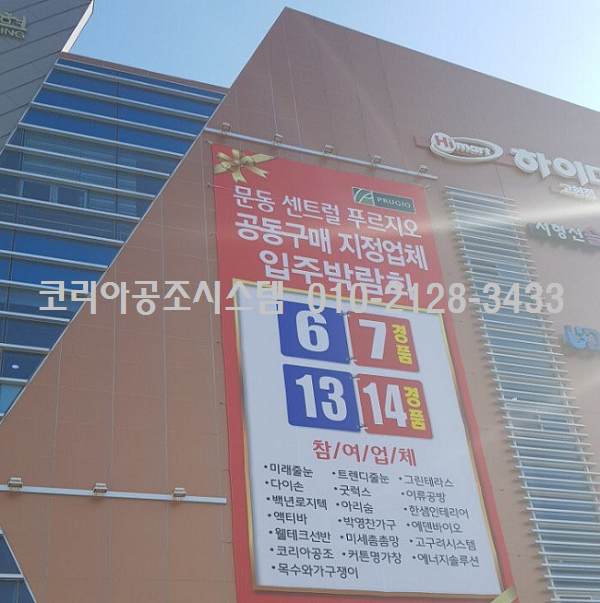 현
ING
Himart 하이마
PRUGIO
문동 센트럴 푸르지오
공동구매 지정업체
입주박람회
코리아공조시스템 010-2128-3433
6 7 경품
13 14 경품
참/여/업/체
•미래줄눈 •트렌디줄눈 •그린테라스
•다이손 •굿럭스 •이류공방
•백년로지텍 •아리숨 •한샘인테리어
•액티바 •박영찬가구 •에덴바이오
•웰테크선반 •미세촘촘망 •고구려시스템
•코리아공조 •커튼명가창 •에너지솔루션
•목수와가구쟁이